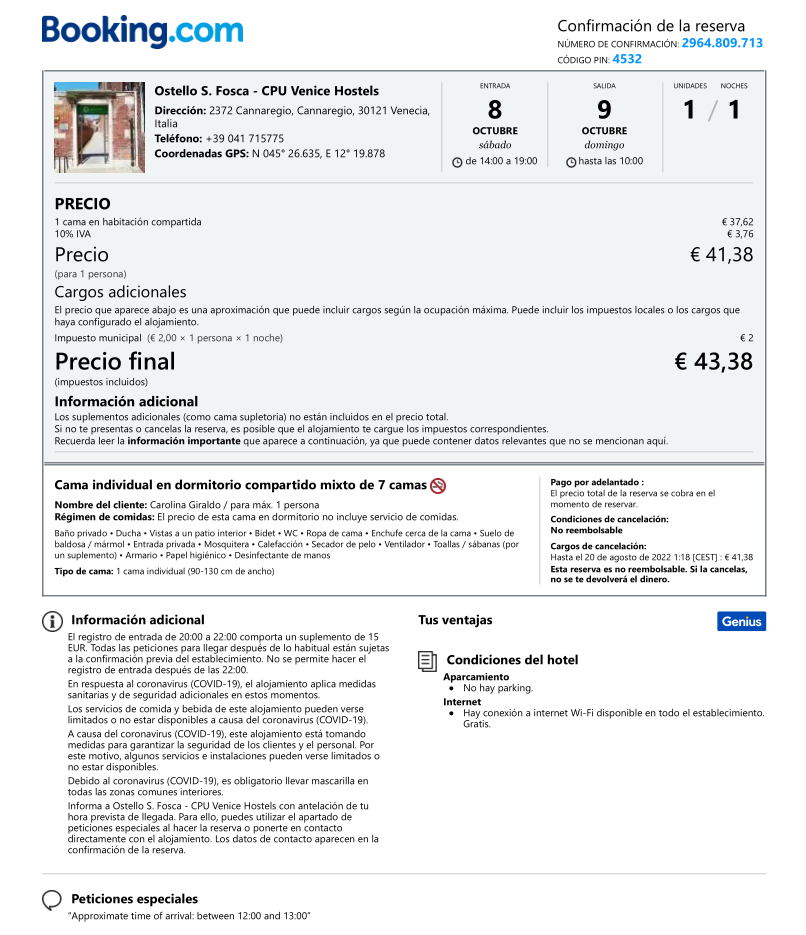 Booking.com
Confirmación de la reserva
NÚMERO DE CONFIRMACIÓN: 2964.809.713
CÓDIGO PIN: 4532
Ostello S. Fosca - CPU Venice Hostels
Dirección: 2372 Cannaregio, Cannaregio, 30121 Venecia,
Italia
Teléfono: +39 041 715775
Coordenadas GPS: N 045° 26.635, E 12° 19.878
ENTRADA
8
OCTUBRE
sábado
de 14:00 a 19:00
SALIDA
9
OCTUBRE
domingo
hasta las 10:00
UNIDADES NOCHES
1 / 1
PRECIO
1 cama en habitación compartida € 37,62
10% IVA € 3,76
Precio € 41,38
(para 1 persona)
Cargos adicionales
El precio que aparece abajo es una aproximación que puede incluir cargos según la ocupación máxima. Puede incluir los impuestos locales o los cargos que
haya configurado el alojamiento.
Impuesto municipal (€ 2,00 × 1 persona × 1 noche) € 2
Precio final € 43,38
(impuestos incluidos)
Información adicional
Los suplementos adicionales (como cama supletoria) no están incluidos en el precio total.
Si no te presentas o cancelas la reserva, es posible que el alojamiento te cargue los impuestos correspondientes.
Recuerda leer la información importante que aparece a continuación, ya que puede contener datos relevantes que no se mencionan aquí.
Cama individual en dormitorio compartido mixto de 7 camas
Nombre del cliente: Carolina Giraldo / para máx. 1 persona
Régimen de comidas: El precio de esta cama en dormitorio no incluye servicio de comidas.
Baño privado • Ducha • Vistas a un patio interior • Bidet • WC • Ropa de cama • Enchufe cerca de la cama • Suelo de
baldosa / mármol • Entrada privada • Mosquitera • Calefacción • Secador de pelo • Ventilador • Toallas / sábanas (por
un suplemento) • Armario • Papel higiénico • Desinfectante de manos
Tipo de cama: 1 cama individual (90-130 cm de ancho)
Pago por adelantado :
El precio total de la reserva se cobra en el
momento de reservar.
Condiciones de cancelación:
No reembolsable
Cargos de cancelación:
Hasta el 20 de agosto de 2022 1:18 [CEST] : € 41,38
Esta reserva es no reembolsable. Si la cancelas,
no se te devolverá el dinero.
Información adicional
El registro de entrada de 20:00 a 22:00 comporta un suplemento de 15
EUR. Todas las peticiones para llegar después de lo habitual están sujetas
a la confirmación previa del establecimiento. No se permite hacer el
registro de entrada después de las 22:00.
En respuesta al coronavirus (COVID-19), el alojamiento aplica medidas
sanitarias y de seguridad adicionales en estos momentos.
Los servicios de comida y bebida de este alojamiento pueden verse
limitados o no estar disponibles a causa del coronavirus (COVID-19).
A causa del coronavirus (COVID-19), este alojamiento está tomando
medidas para garantizar la seguridad de los clientes y el personal. Por
este motivo, algunos servicios e instalaciones pueden verse limitados o
no estar disponibles.
Debido al coronavirus (COVID-19), es obligatorio llevar mascarilla en
todas las zonas comunes interiores.
Informa a Ostello S. Fosca - CPU Venice Hostels con antelación de tu
hora prevista de llegada. Para ello, puedes utilizar el apartado de
peticiones especiales al hacer la reserva o ponerte en contacto
directamente con el alojamiento. Los datos de contacto aparecen en la
confirmación de la reserva.
Tus ventajas
Genius
Condiciones del hotel
Aparcamiento
• No hay parking.
Internet
• Hay conexión a internet Wi-Fi disponible en todo el establecimiento.
Gratis.
Peticiones especiales
"Approximate time of arrival: between 12:00 and 13:00"